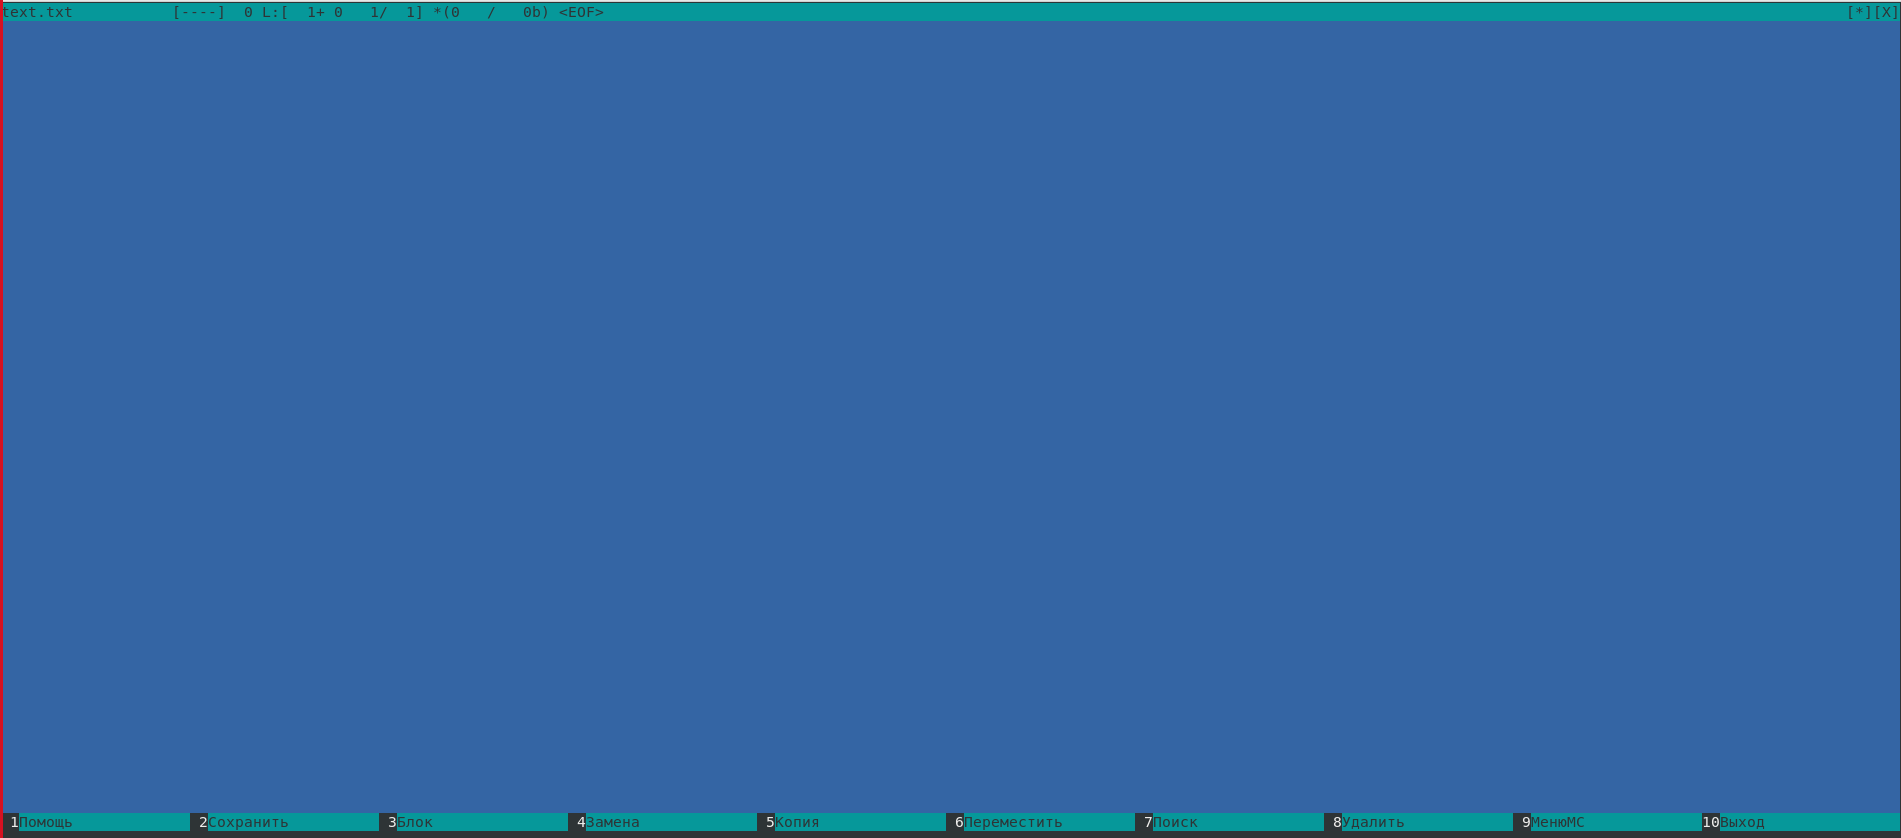 text.txt [----] 0 L:[ 1+ 0 1/ 1] *(0 / 0b) <EOF> [*][X]
1Помощь 2Сохранить 3Блок 4Замена 5Копия 6Переместить 7Поиск 8Удалить 9МенюMC 10Выход